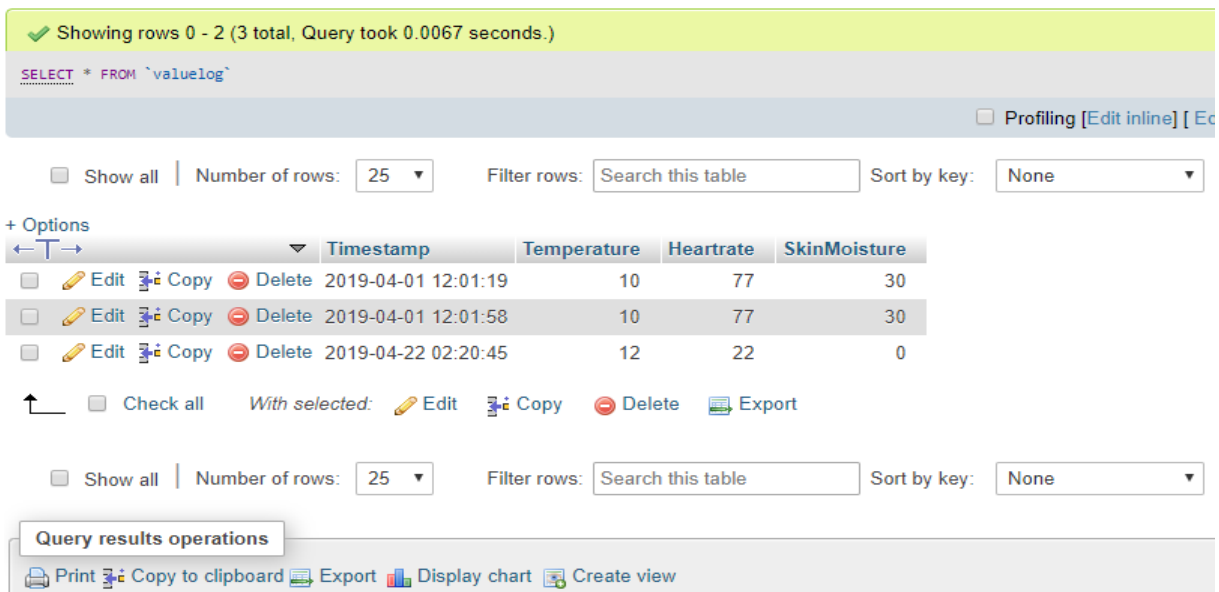 Showing rows 0 - 2 (3 total, Query took 0.0067 seconds.)
SELECT * FROM `valuelog`
Profiling [Edit inline] [ Ed
Show all | Number of rows: 25 Filter rows: Search this table Sort by key: None
+ Options
←T→ Timestamp Temperature Heartrate SkinMoisture
Edit Copy Delete 2019-04-01 12:01:19 10 77 30
Edit Copy Delete 2019-04-01 12:01:58 10 77 30
Edit Copy Delete 2019-04-22 02:20:45 12 22 0
Check all With selected: Edit Copy Delete Export
Show all | Number of rows: 25 Filter rows: Search this table Sort by key: None
Query results operations
Print Copy to clipboard Export Display chart Create view